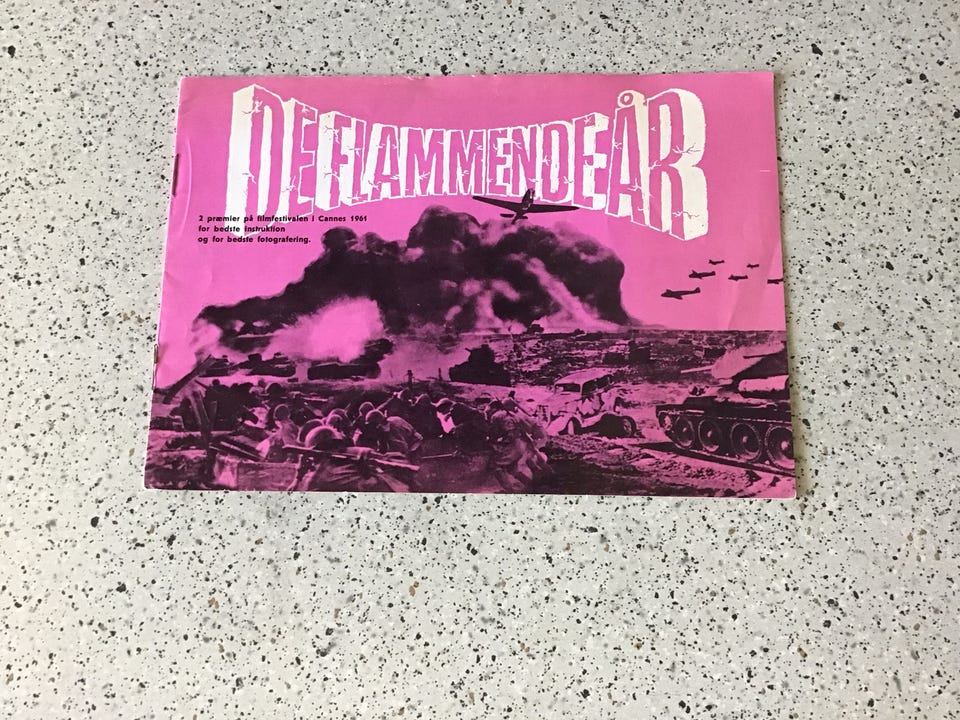 DE FLAMMENDE ÅR
2 præmier på filmfestivalen i Cannes 1961
for bedste instruktion
og for bedste fotografering.